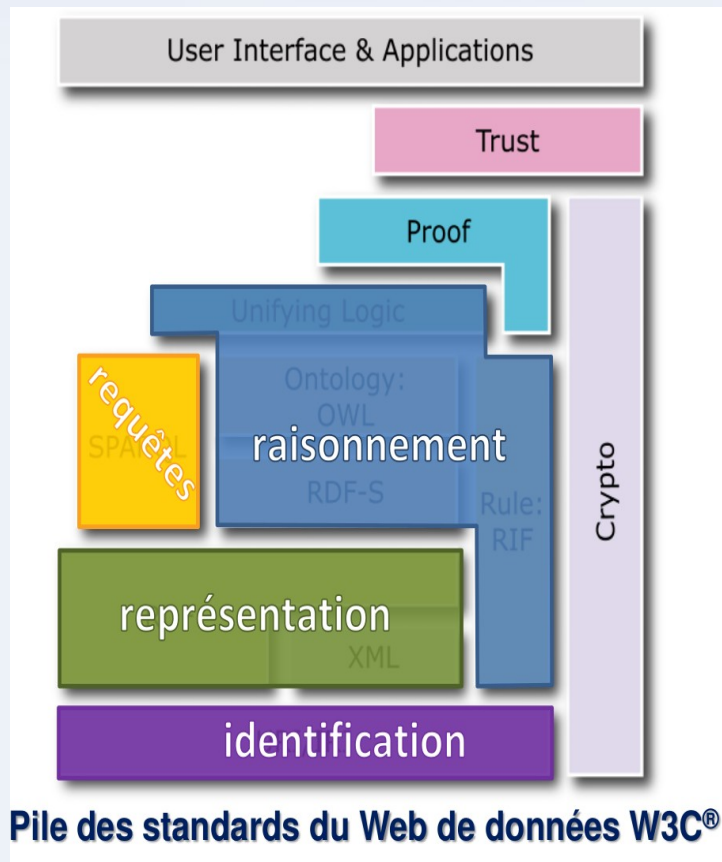 User Interface & Applications
Trust
Proof
Unifying Logic
requêtes
Ontology:
OWL
raisonnement
RDF-S
Rule:
RIF
Crypto
représentation
XML
identification
Pile des standards du Web de données W3C®